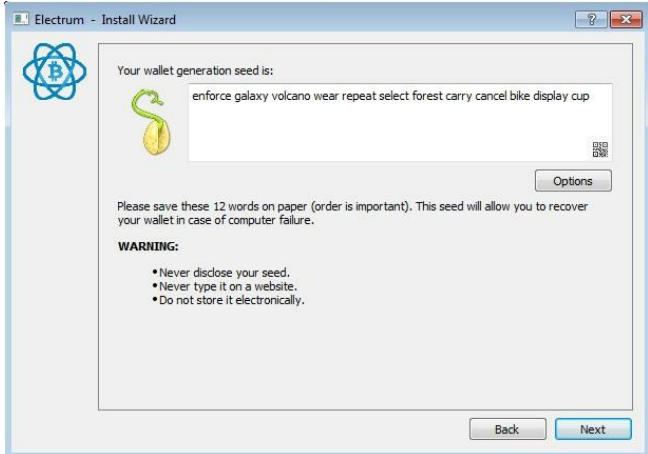 Electrum - Install Wizard
Your wallet generation seed is:
enforce galaxy volcano wear repeat select forest carry cancel bike display cup
Options
Please save these 12 words on paper (order is important). This seed will allow you to recover
your wallet in case of computer failure.
WARNING:
• Never disclose your seed.
• Never type it on a website.
• Do not store it electronically.
Back Next